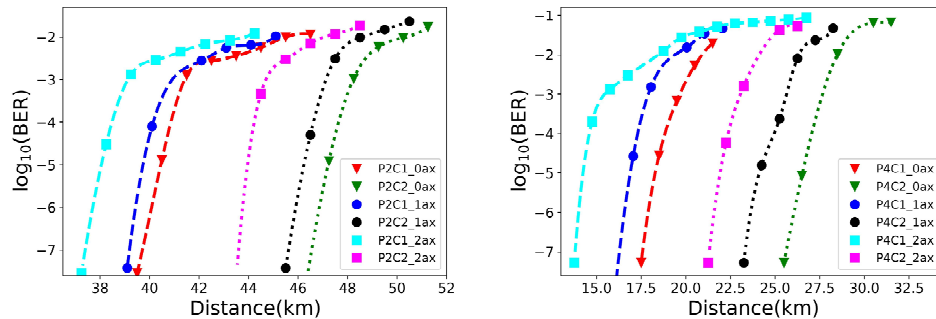 log10(BER)
−2
−3
−4
−5
−6
−7
P2C1_0ax
P2C2_0ax
P2C1_1ax
P2C2_1ax
P2C1_2ax
P2C2_2ax
38 40 42 44 46 48 50 52
Distance(km)
log10(BER)
−1
−2
−3
−4
−5
−6
−7
P4C1_0ax
P4C2_0ax
P4C1_1ax
P4C2_1ax
P4C1_2ax
P4C2_2ax
15.0 17.5 20.0 22.5 25.0 27.5 30.0 32.5
Distance(km)